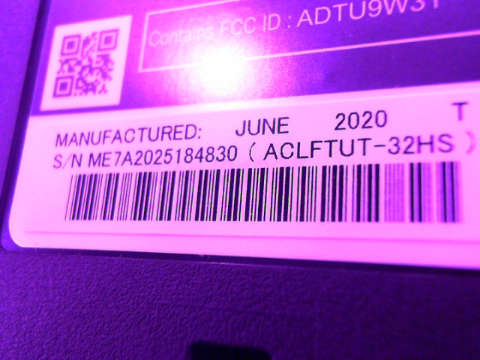 Contains FCC ID : ADTU9W31
MANUFACTURED: JUNE 2020 T
S/N ME7A2025184830 ( ACLFTUT-32HS )